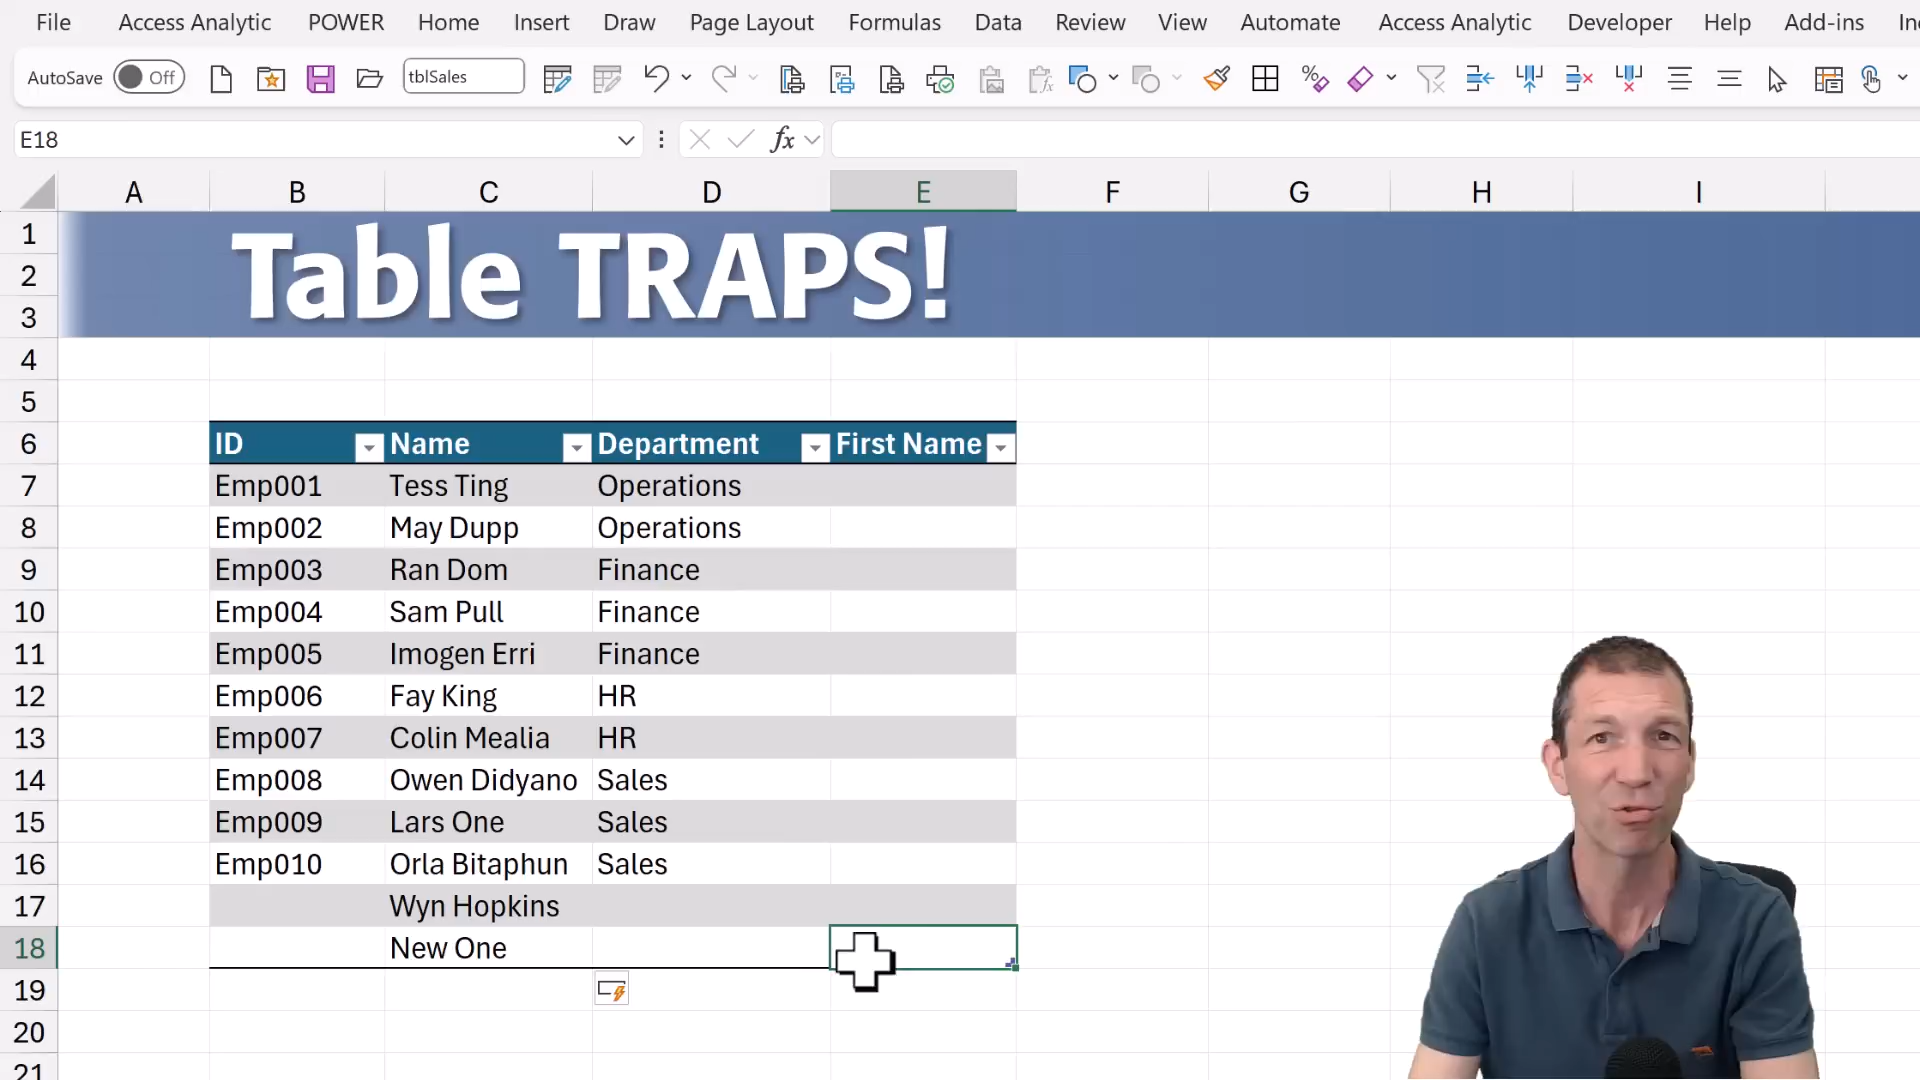 File Access Analytic POWER Home Insert Draw Page Layout Formulas Data Review View Automate Access Analytic Developer Help Add-ins
AutoSave Off tblSales
E18 fx
A B C D E F G H I
1
2 Table TRAPS!
3
4
5
6 ID Name Department First Name
7 Emp001 Tess Ting Operations
8 Emp002 May Dupp Operations
9 Emp003 Ran Dom Finance
10 Emp004 Sam Pull Finance
11 Emp005 Imogen Erri Finance
12 Emp006 Fay King HR
13 Emp007 Colin Mealia HR
14 Emp008 Owen Didyano Sales
15 Emp009 Lars One Sales
16 Emp010 Orla Bitaphun Sales
17 Wyn Hopkins
18 New One
19
20
21